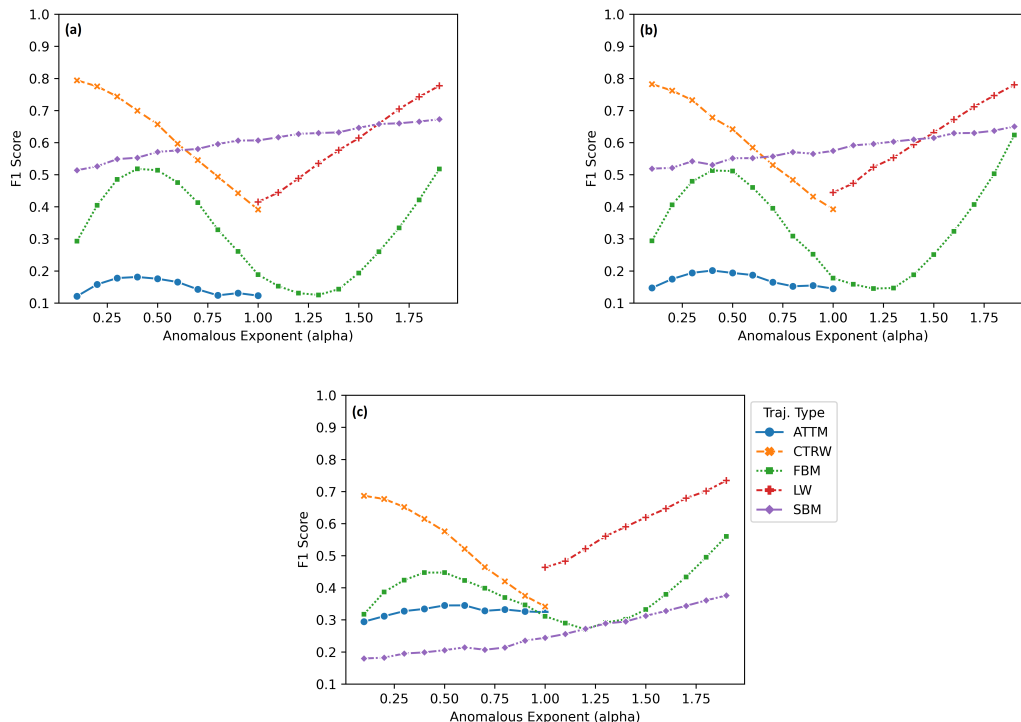 (a)
1.0
0.9
0.8
0.7
0.6
0.5
0.4
0.3
0.2
0.1
F1 Score
0.25 0.50 0.75 1.00 1.25 1.50 1.75
Anomalous Exponent (alpha)
(b)
1.0
0.9
0.8
0.7
0.6
0.5
0.4
0.3
0.2
0.1
F1 Score
0.25 0.50 0.75 1.00 1.25 1.50 1.75
Anomalous Exponent (alpha)
(c)
1.0
0.9
0.8
0.7
0.6
0.5
0.4
0.3
0.2
0.1
F1 Score
0.25 0.50 0.75 1.00 1.25 1.50 1.75
Anomalous Exponent (alpha)
Traj. Type
ATTM
CTRW
FBM
LW
SBM